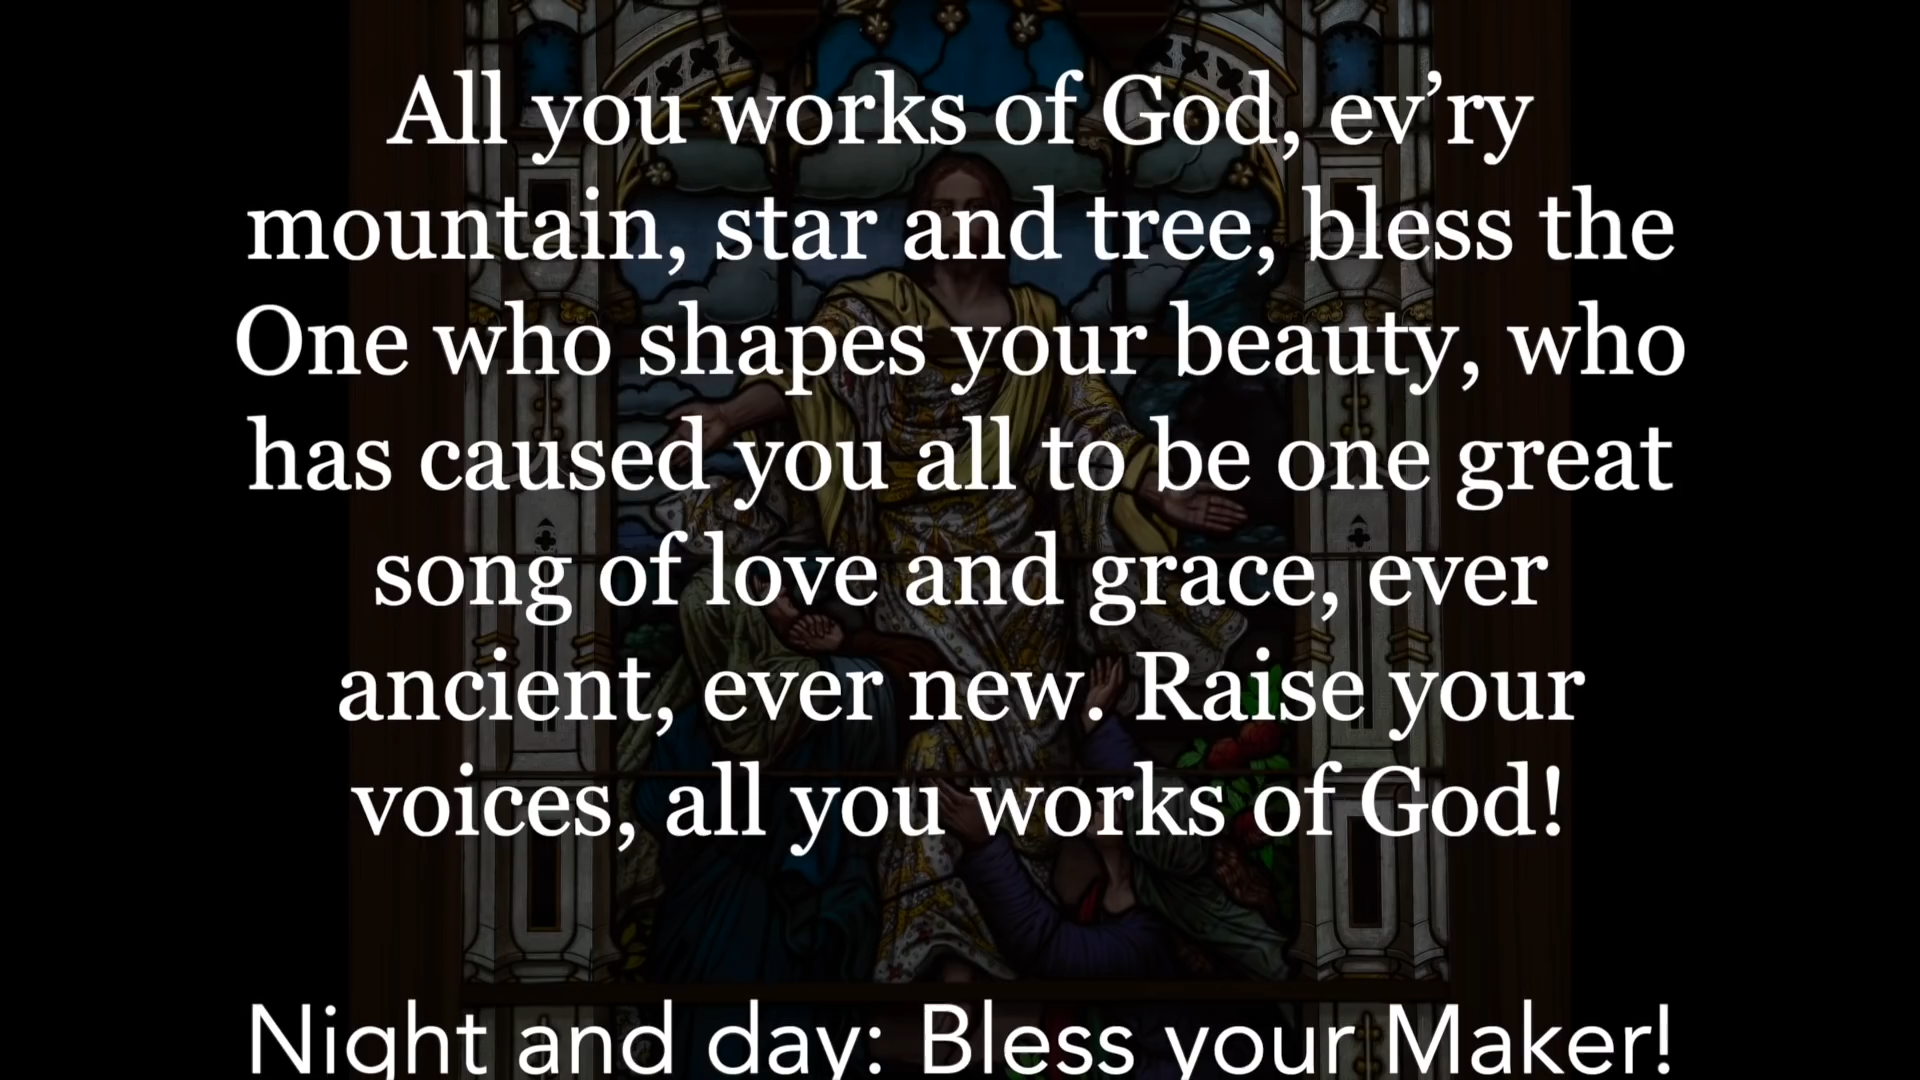 All you works of God, ev’ry
mountain, star and tree, bless the
One who shapes your beauty, who
has caused you all to be one great
song of love and grace, ever
ancient, ever new. Raise your
voices, all you works of God!
Night and day: Bless your Maker!